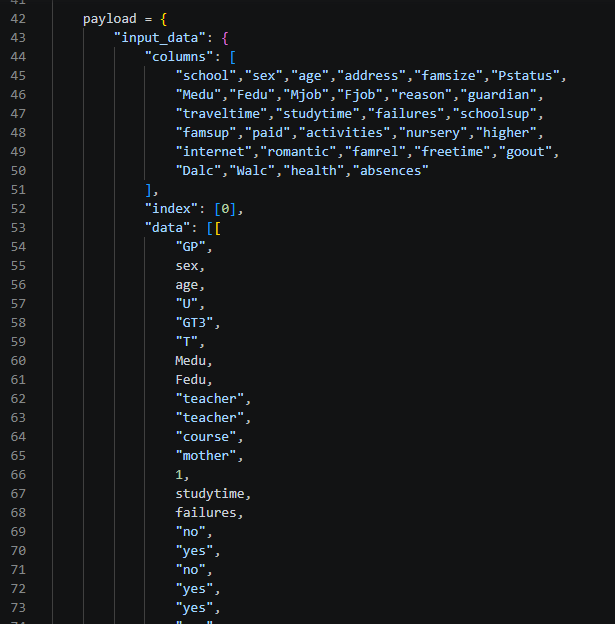 42 payload = {
43 "input_data": {
44 "columns": [
45 "school","sex","age","address","famsize","Pstatus",
46 "Medu","Fedu","Mjob","Fjob","reason","guardian",
47 "traveltime","studytime","failures","schoolsup",
48 "famsup","paid","activities","nursery","higher",
49 "internet","romantic","famrel","freetime","goout",
50 "Dalc","Walc","health","absences"
51 ],
52 "index": [0],
53 "data": [[
54 "GP",
55 sex,
56 age,
57 "U",
58 "GT3",
59 "T",
60 Medu,
61 Fedu,
62 "teacher",
63 "teacher",
64 "course",
65 "mother",
66 1,
67 studytime,
68 failures,
69 "no",
70 "yes",
71 "no",
72 "yes",
73 "yes",